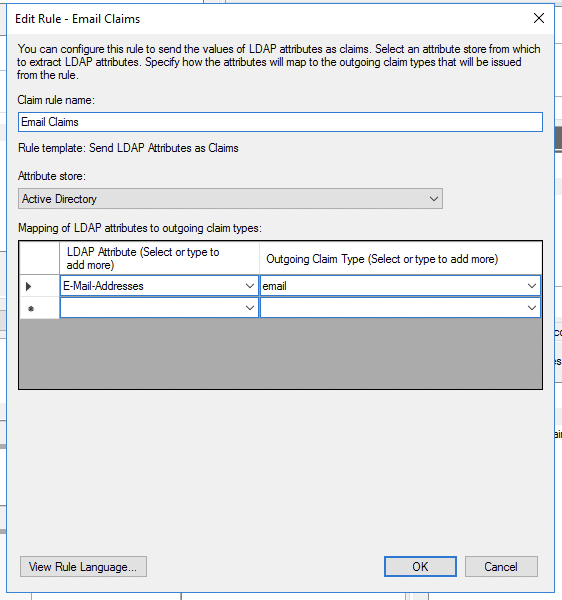 Edit Rule - Email Claims
You can configure this rule to send the values of LDAP attributes as claims. Select an attribute store from which
to extract LDAP attributes. Specify how the attributes will map to the outgoing claim types that will be issued
from the rule.
Claim rule name:
Email Claims
Rule template: Send LDAP Attributes as Claims
Attribute store:
Active Directory
Mapping of LDAP attributes to outgoing claim types:
LDAP Attribute (Select or type to
add more)
Outgoing Claim Type (Select or type to add more)
E-Mail-Addresses
email
View Rule Language...
OK
Cancel